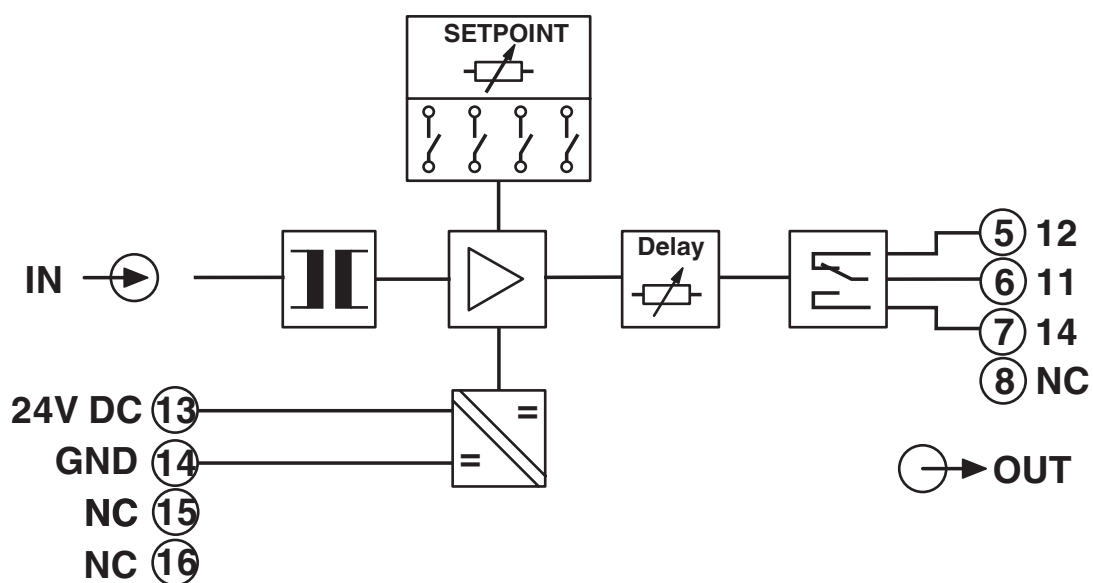 SETPOINT
IN
Delay
5 12
6 11
7 14
8 NC
24V DC 13
GND 14
NC 15
NC 16
OUT